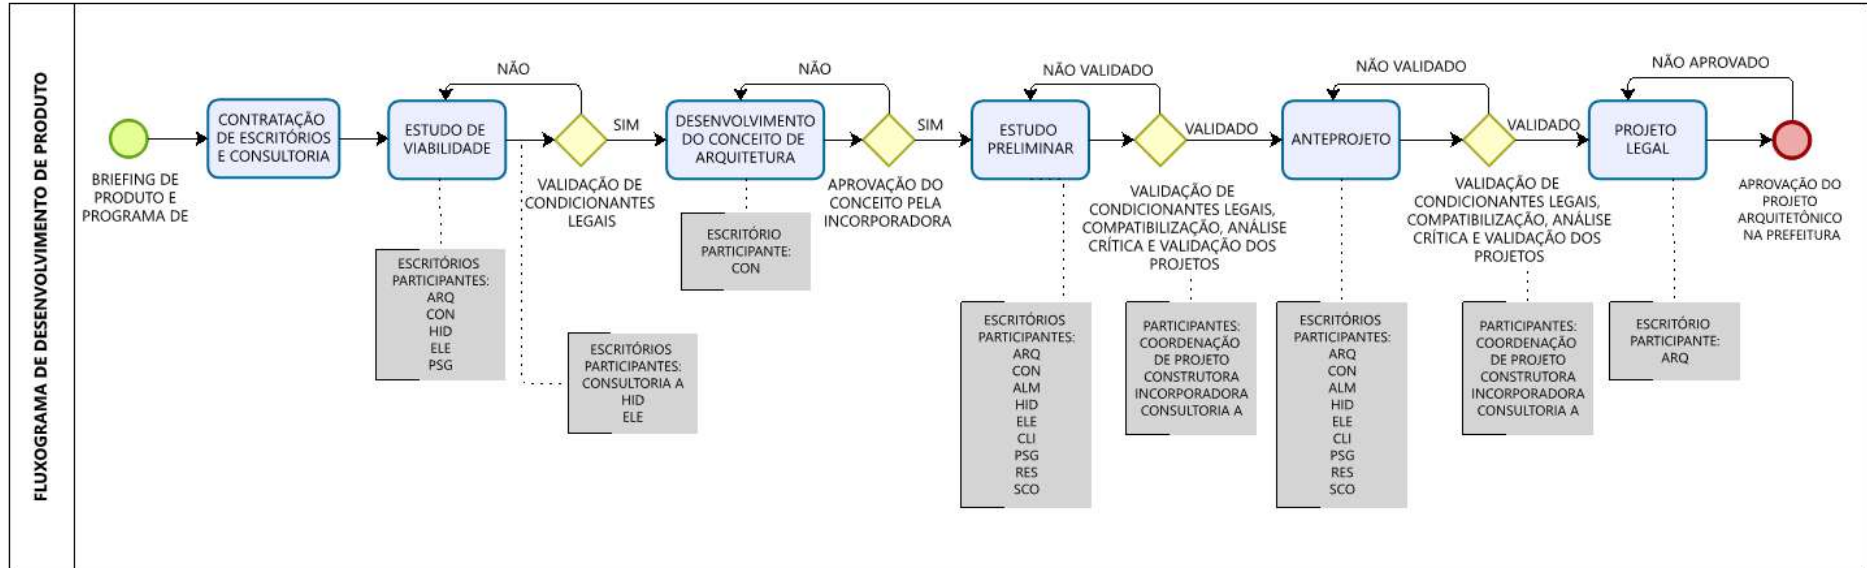 FLUXOGRAMA DE DESENVOLVIMENTO DE PRODUTO
BRIEFING DE
PRODUTO E
PROGRAMA DE
CONTRATAÇÃO
DE ESCRITÓRIOS
E CONSULTORIA
NÃO
ESTUDO DE
VIABILIDADE
ESCRITÓRIOS
PARTICIPANTES:
ARQ
CON
HID
ELE
PSG
SIM
VALIDAÇÃO DE
CONDICIONANTES
LEGAIS
ESCRITÓRIOS
PARTICIPANTES:
CONSULTORIA A
HID
ELE
NÃO
DESENVOLVIMENTO
DO CONCEITO DE
ARQUITETURA
ESCRITÓRIO
PARTICIPANTE:
CON
SIM
APROVAÇÃO DO
CONCEITO PELA
INCORPORADORA
NÃO VALIDADO
ESTUDO
PRELIMINAR
ESCRITÓRIOS
PARTICIPANTES:
ARQ
CON
ALM
HID
ELE
CLI
PSG
RES
SCO
VALIDADO
VALIDAÇÃO DE
CONDICIONANTES LEGAIS,
COMPATIBILIZAÇÃO, ANÁLISE
CRÍTICA E VALIDAÇÃO DOS
PROJETOS
PARTICIPANTES:
COORDENAÇÃO
DE PROJETO
CONSTRUTORA
INCORPORADORA
CONSULTORIA A
NÃO VALIDADO
ANTEPROJETO
ESCRITÓRIOS
PARTICIPANTES:
ARQ
CON
ALM
HID
ELE
CLI
PSG
RES
SCO
VALIDADO
VALIDAÇÃO DE
CONDICIONANTES LEGAIS,
COMPATIBILIZAÇÃO, ANÁLISE
CRÍTICA E VALIDAÇÃO DOS
PROJETOS
PARTICIPANTES:
COORDENAÇÃO
DE PROJETO
CONSTRUTORA
INCORPORADORA
CONSULTORIA A
NÃO APROVADO
PROJETO
LEGAL
ESCRITÓRIO
PARTICIPANTE:
ARQ
APROVAÇÃO DO
PROJETO
ARQUITETÔNICO
NA PREFEITURA